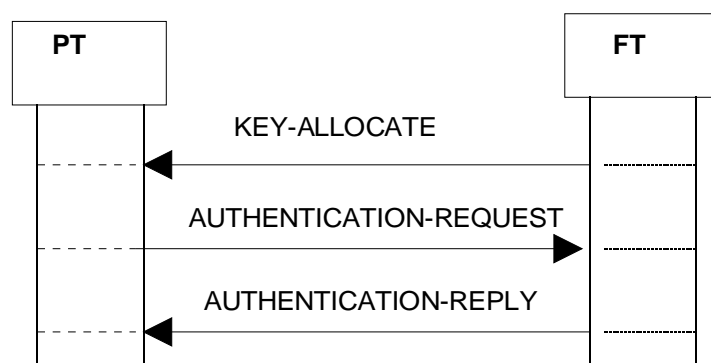 PT
FT
KEY-ALLOCATE
AUTHENTICATION-REQUEST
AUTHENTICATION-REPLY